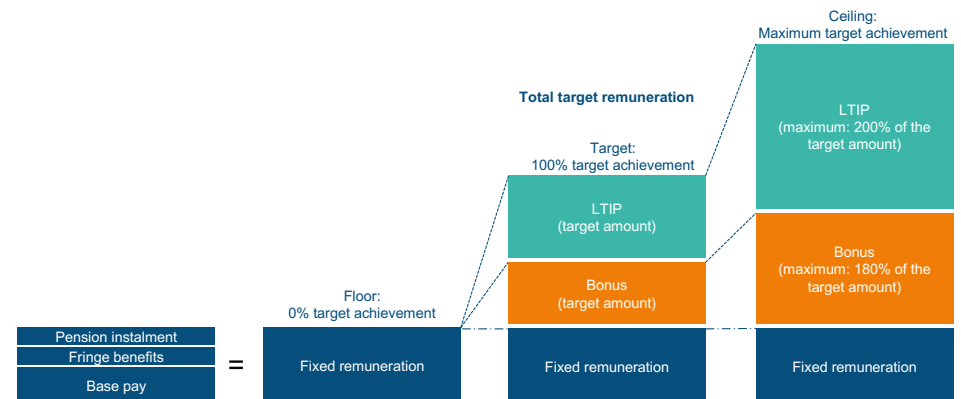 Ceiling:
Maximum target achievement
Total target remuneration
LTIP
(maximum: 200% of the
target amount)
Target:
100% target achievement
LTIP
(target amount)
Bonus
(maximum: 180% of the
target amount)
Bonus
(target amount)
Floor:
0% target achievement
Pension instalment
Fringe benefits
Base pay
=
Fixed remuneration
Fixed remuneration
Fixed remuneration